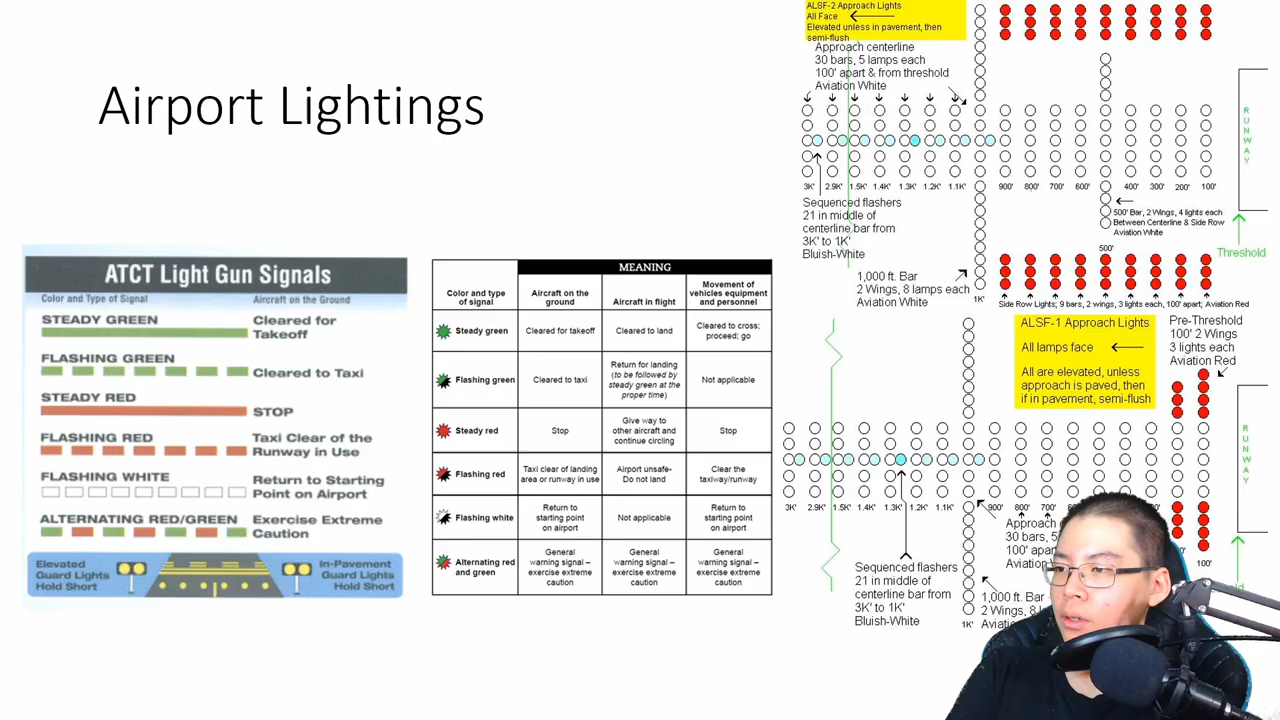 Airport Lightings
ATCT Light Gun Signals
Color and Type of Signal
Aircraft on the Ground
STEADY GREEN
Cleared for
Takeoff
FLASHING GREEN
Cleared to Taxi
STEADY RED
STOP
FLASHING RED
Taxi Clear of the
Runway in Use
FLASHING WHITE
Return to Starting
Point on Airport
ALTERNATING RED/GREEN
Exercise Extreme
Caution
Elevated
Guard Lights
Hold Short
In-Pavement
Guard Lights
Hold Short
MEANING
Color and type
of signal
Aircraft on the
ground
Aircraft in flight
Movement of
vehicles equipment
and personnel
Steady green
Cleared for takeoff
Cleared to land
Cleared to cross;
proceed; go
Flashing green
Cleared to taxi
Return for landing
(to be followed by
steady green at the
proper time)
Not applicable
Steady red
Stop
Give way to
other aircraft and
continue circling
Stop
Flashing red
Taxi clear of landing
area or runway in use
Airport unsafe-
Do not land
Clear the
taxiway/runway
Flashing white
Return to
starting point
on airport
Not applicable
Return to
starting point
on airport
Alternating red
and green
General
warning signal –
exercise extreme
caution
General
warning signal –
exercise extreme
caution
General
warning signal –
exercise extreme
caution
ALSF-2 Approach Lights
All Face
Elevated unless in pavement, then
semi-flush
Approach centerline
30 bars, 5 lamps each
100' apart & from threshold
Aviation White
RUNWAY
3K' 2.9K' 1.5K' 1.4K' 1.3K' 1.2K' 1.1K' 900' 800' 700' 600' 400' 300' 200' 100'
Sequenced flashers
21 in middle of
centerline bar from
3K' to 1K'
Bluish-White
500' Bar, 2 Wings, 4 lights each
Between Centerline & Side Row
Aviation White
500'
Threshold
1,000 ft. Bar
2 Wings, 8 lamps each
Aviation White
1K'
Side Row Lights; 9 bars, 2 wings, 3 lights each, 100' apart; Aviation Red
ALSF-1 Approach Lights
All lamps face
All are elevated, unless
approach is paved, then
if in pavement, semi-flush
Pre-Threshold
100' 2 Wings
3 lights each
Aviation Red
RUNWAY
3K' 2.9K' 1.5K' 1.4K' 1.3K' 1.2K' 1.1K' 900' 800' 700'
100'
Approach
30 bars, 5
100' apar
Aviation
Sequenced flashers
21 in middle of
centerline bar from
3K' to 1K'
Bluish-White
1,000 ft. Bar
2 Wings, 8
Aviatio
1K'